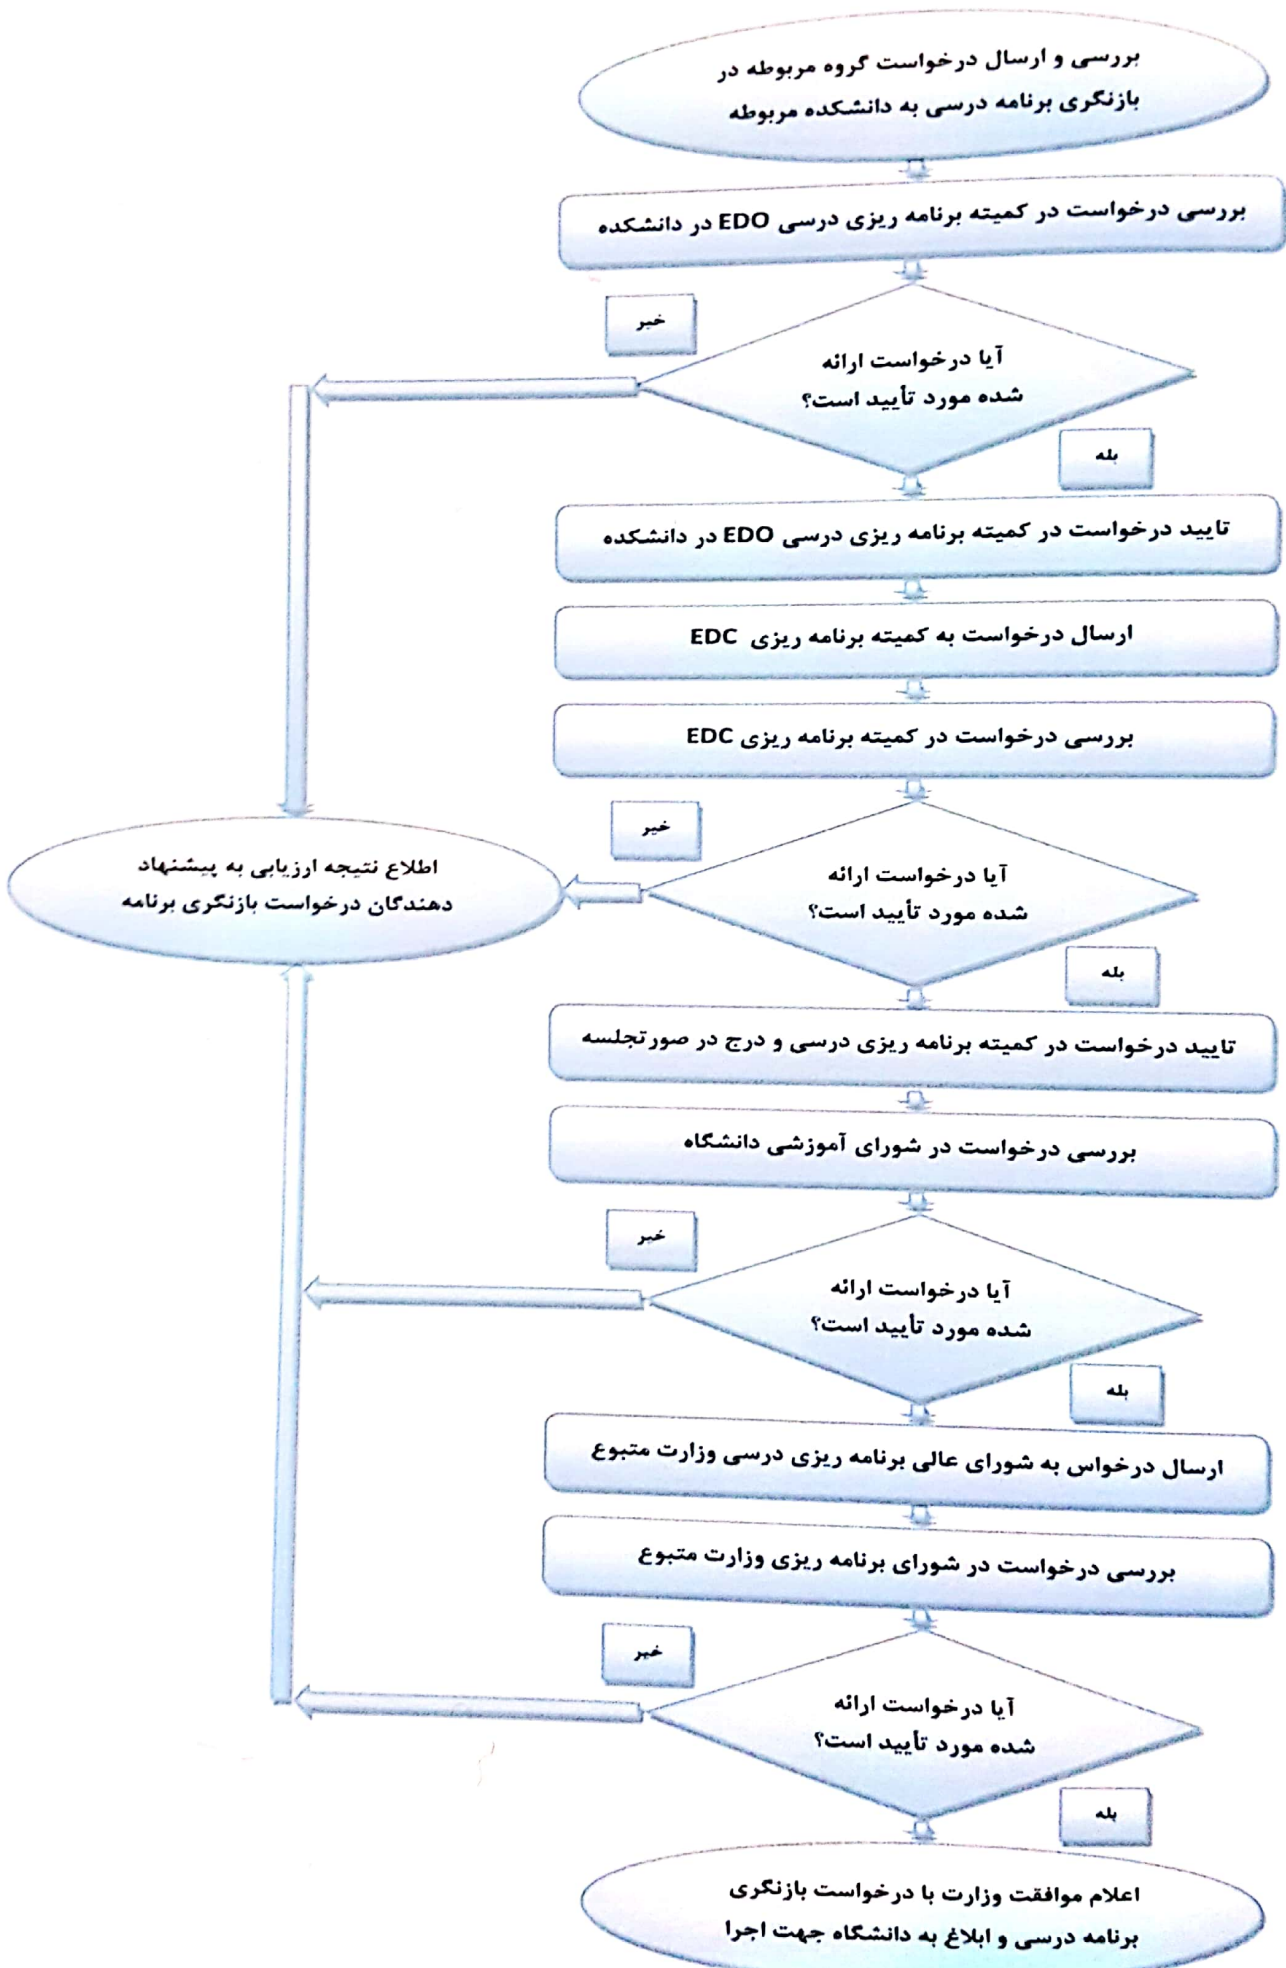 بررسی و ارسال درخواست گروه مربوطه در
بازنگری برنامه درسی به دانشکده مربوطه
بررسی درخواست در کمیته برنامه ریزی درسی EDO در دانشکده
خیر
آیا درخواست ارائه
شده مورد تأیید است؟
بله
تایید درخواست در کمیته برنامه ریزی درسی EDO در دانشکده
ارسال درخواست به کمیته برنامه ریزی EDC
بررسی درخواست در کمیته برنامه ریزی EDC
خیر
آیا درخواست ارائه
شده مورد تأیید است؟
اطلاع نتیجه ارزیابی به پیشنهاد
دهندگان درخواست بازنگری برنامه
بله
تایید درخواست در کمیته برنامه ریزی درسی و درج در صورتجلسه
بررسی درخواست در شورای آموزشی دانشگاه
خیر
آیا درخواست ارائه
شده مورد تأیید است؟
بله
ارسال درخواس به شورای عالی برنامه ریزی درسی وزارت متبوع
بررسی درخواست در شورای برنامه ریزی وزارت متبوع
خیر
آیا درخواست ارائه
شده مورد تأیید است؟
بله
اعلام موافقت وزارت با درخواست بازنگری
برنامه درسی و ابلاغ به دانشگاه جهت اجرا